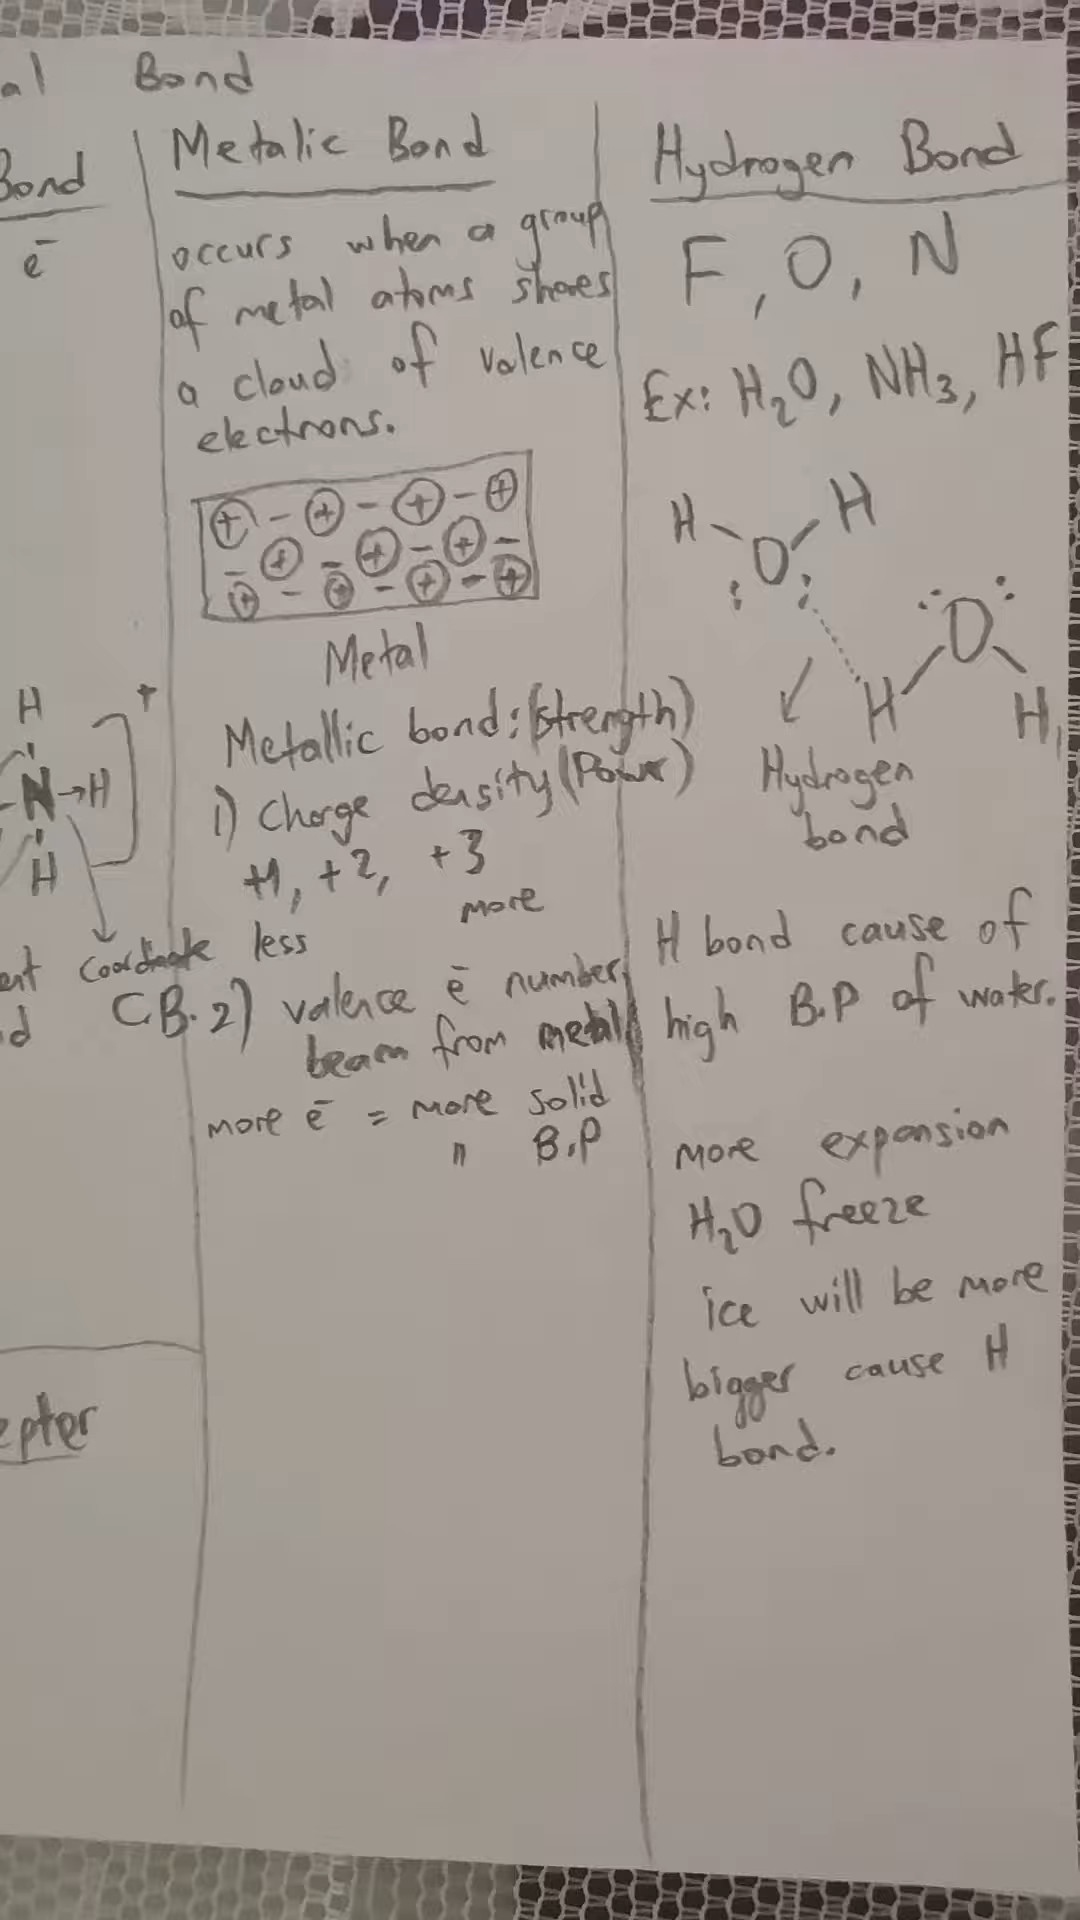 al Bond
Bond
e⁻
H
+
N→H
H
ent coordinate
C.B.
d
epter
Metalic Bond
occurs when a group
of metal atoms shares
a cloud of valence
electrons.
+ - + - + - +
- + - + - + -
+ - + - + - +
Metal
Metallic bond: (strength)
1) Charge density (Power)
+1, +2, +3
less more
2) valence e⁻ number
from metal
more e⁻ = more solid
" B.P
Hydrogen Bond
F, O, N
Ex: H₂O, NH₃, HF
H O H
H O H
Hydrogen
bond
H bond cause of
high B.P of water.
more expansion
H₂O freeze
ice will be more
bigger cause H
bond.